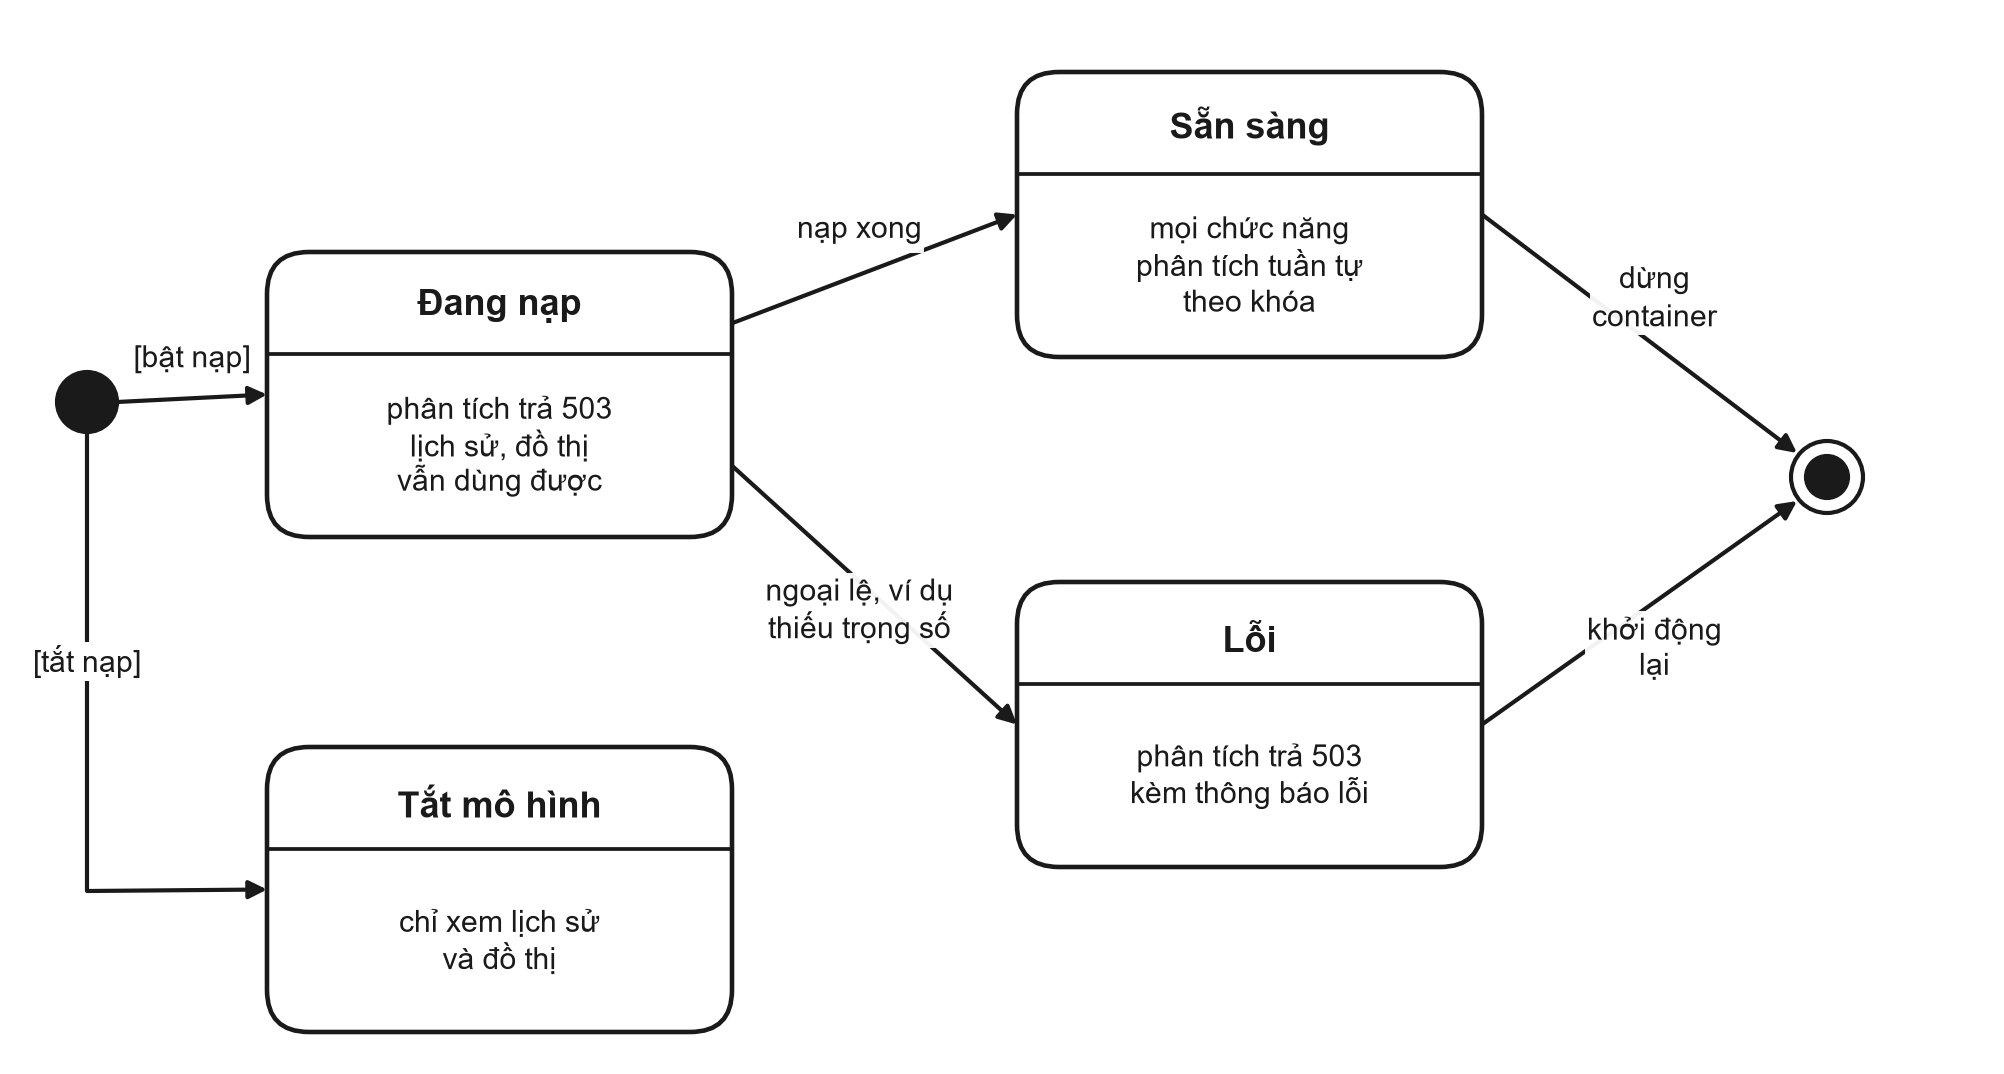 Sẵn sàng
mọi chức năng
phân tích tuần tự
theo khóa
nạp xong
dừng
container
Đang nạp
[bật nạp]
phân tích trả 503
lịch sử, đồ thị
vẫn dùng được
ngoại lệ, ví dụ
thiếu trọng số
Lỗi
khởi động
lại
[tắt nạp]
phân tích trả 503
kèm thông báo lỗi
Tắt mô hình
chỉ xem lịch sử
và đồ thị